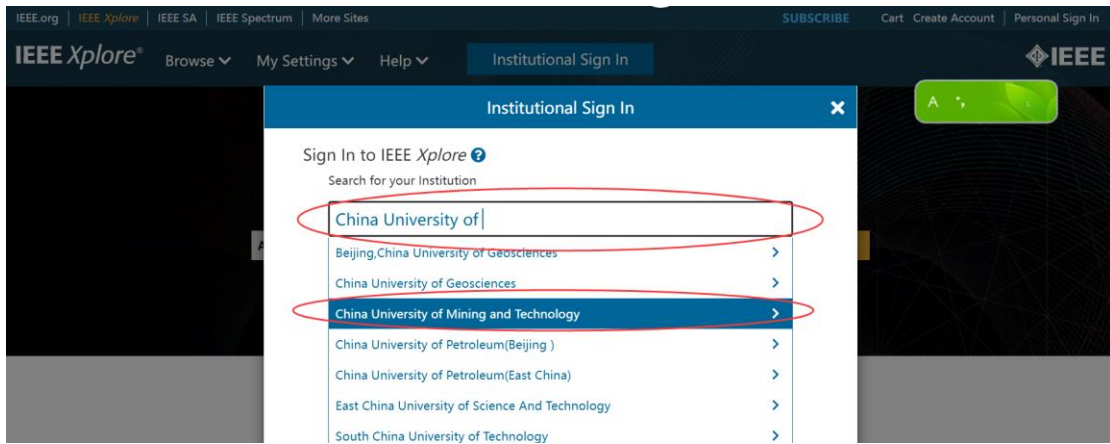 IEEE.org | IEEE Xplore | IEEE SA | IEEE Spectrum | More Sites SUBSCRIBE Cart Create Account | Personal Sign In
IEEE Xplore® Browse My Settings Help Institutional Sign In IEEE
Institutional Sign In
A
Sign In to IEEE Xplore
Search for your Institution
China University of
Beijing,China University of Geosciences
China University of Geosciences
China University of Mining and Technology
China University of Petroleum(Beijing )
China University of Petroleum(East China)
East China University of Science And Technology
South China University of Technology